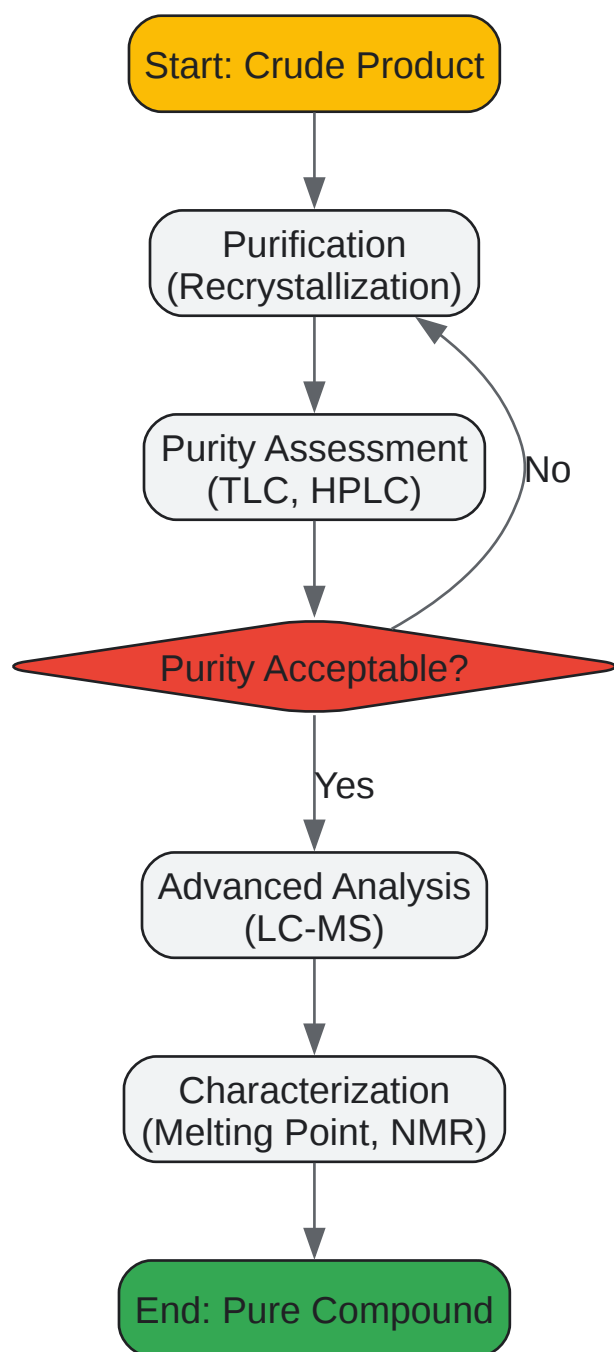 Start: Crude Product
Purification
(Recrystallization)
Purity Assessment
(TLC, HPLC)
No
Purity Acceptable?
Yes
Advanced Analysis
(LC-MS)
Characterization
(Melting Point, NMR)
End: Pure Compound